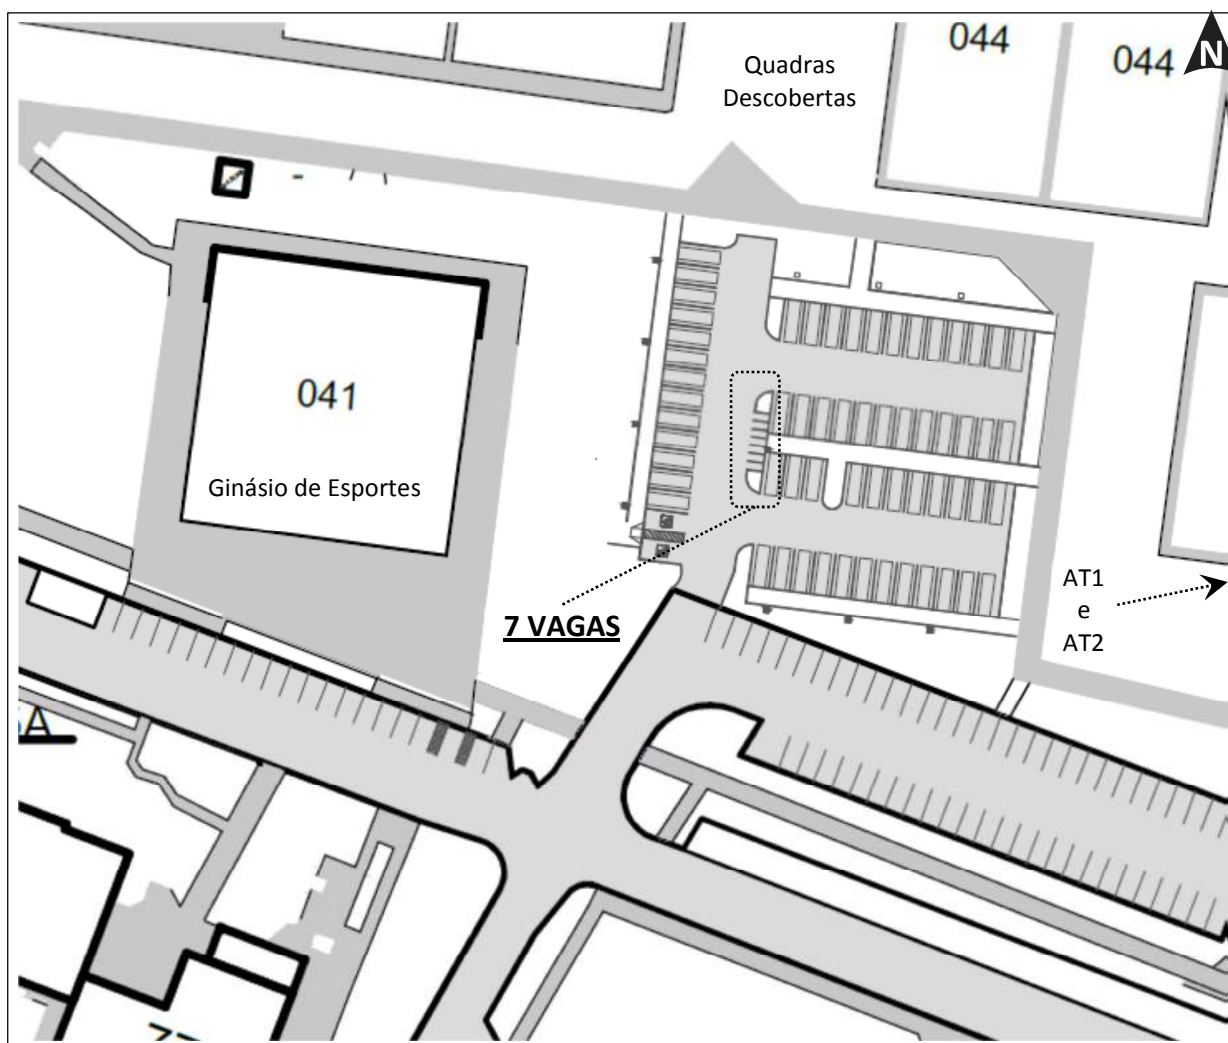 044
044
N
Quadras
Descobertas
041
Ginásio de Esportes
7 VAGAS
AT1
e
AT2